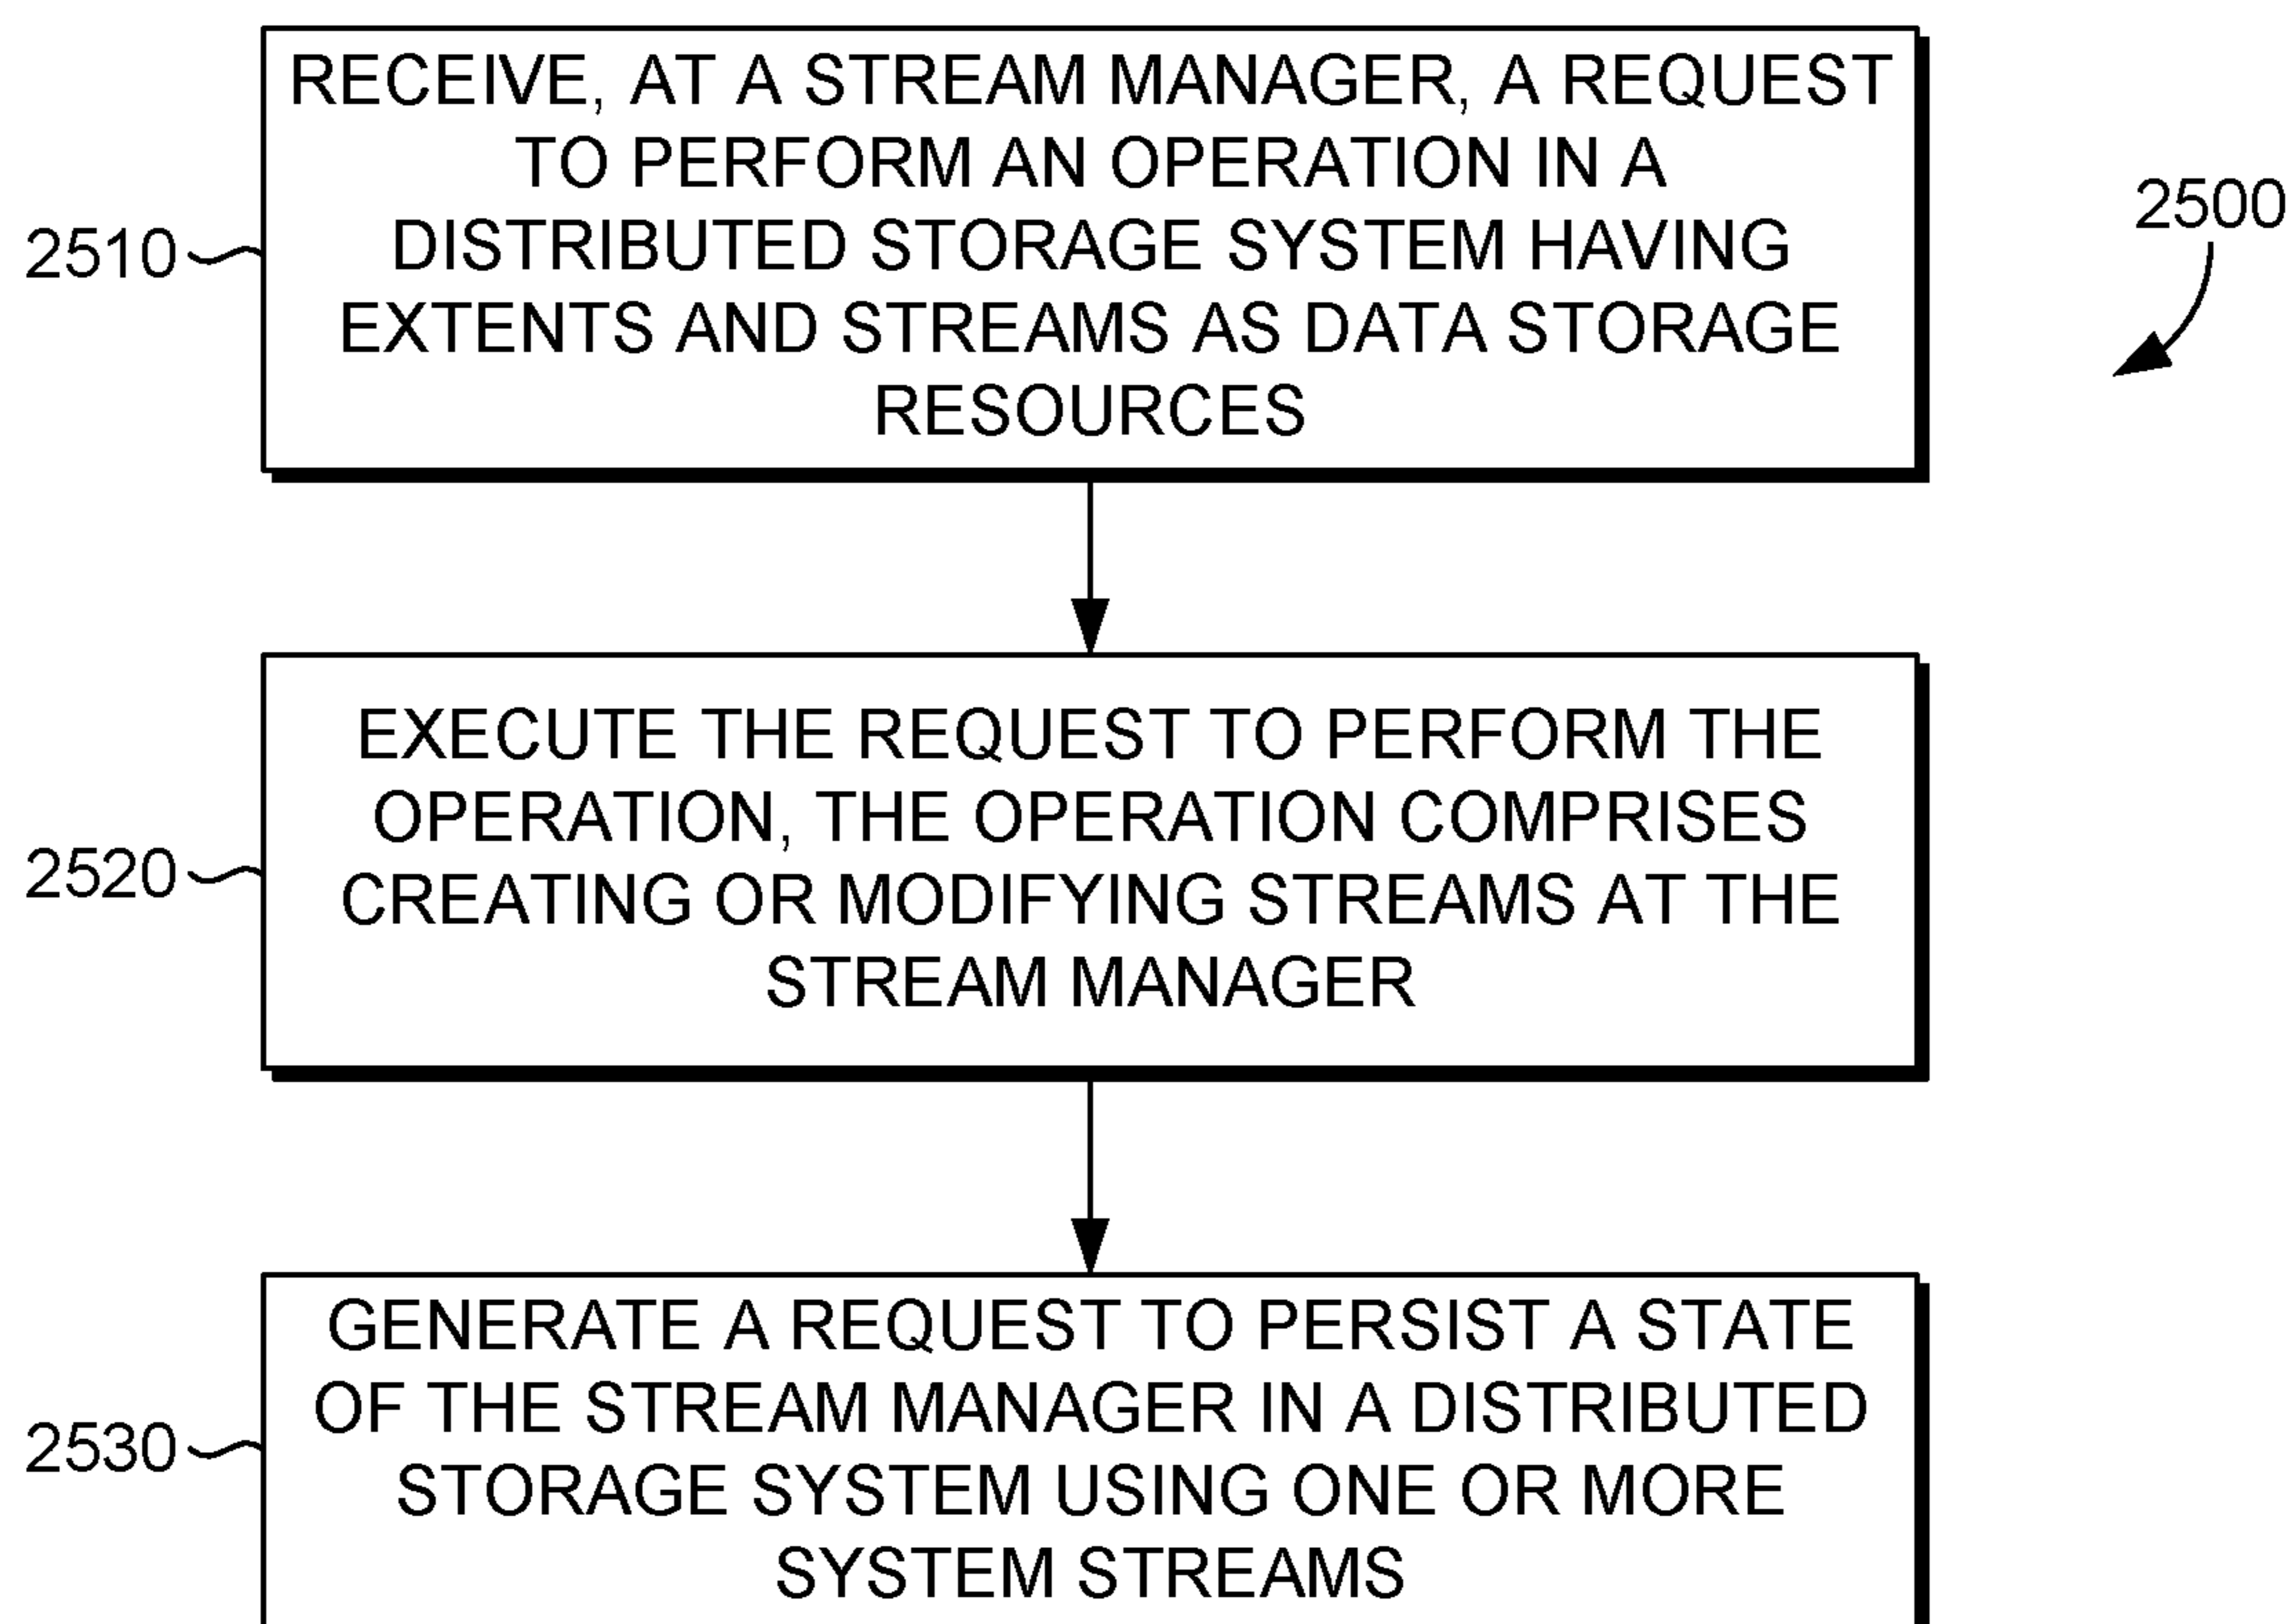 RECEIVE, AT A STREAM MANAGER, A REQUEST
TO PERFORM AN OPERATION IN A
DISTRIBUTED STORAGE SYSTEM HAVING
EXTENTS AND STREAMS AS DATA STORAGE
RESOURCES
2510
2500
EXECUTE THE REQUEST TO PERFORM THE
OPERATION, THE OPERATION COMPRISES
CREATING OR MODIFYING STREAMS AT THE
STREAM MANAGER
2520
GENERATE A REQUEST TO PERSIST A STATE
OF THE STREAM MANAGER IN A DISTRIBUTED
STORAGE SYSTEM USING ONE OR MORE
SYSTEM STREAMS
2530